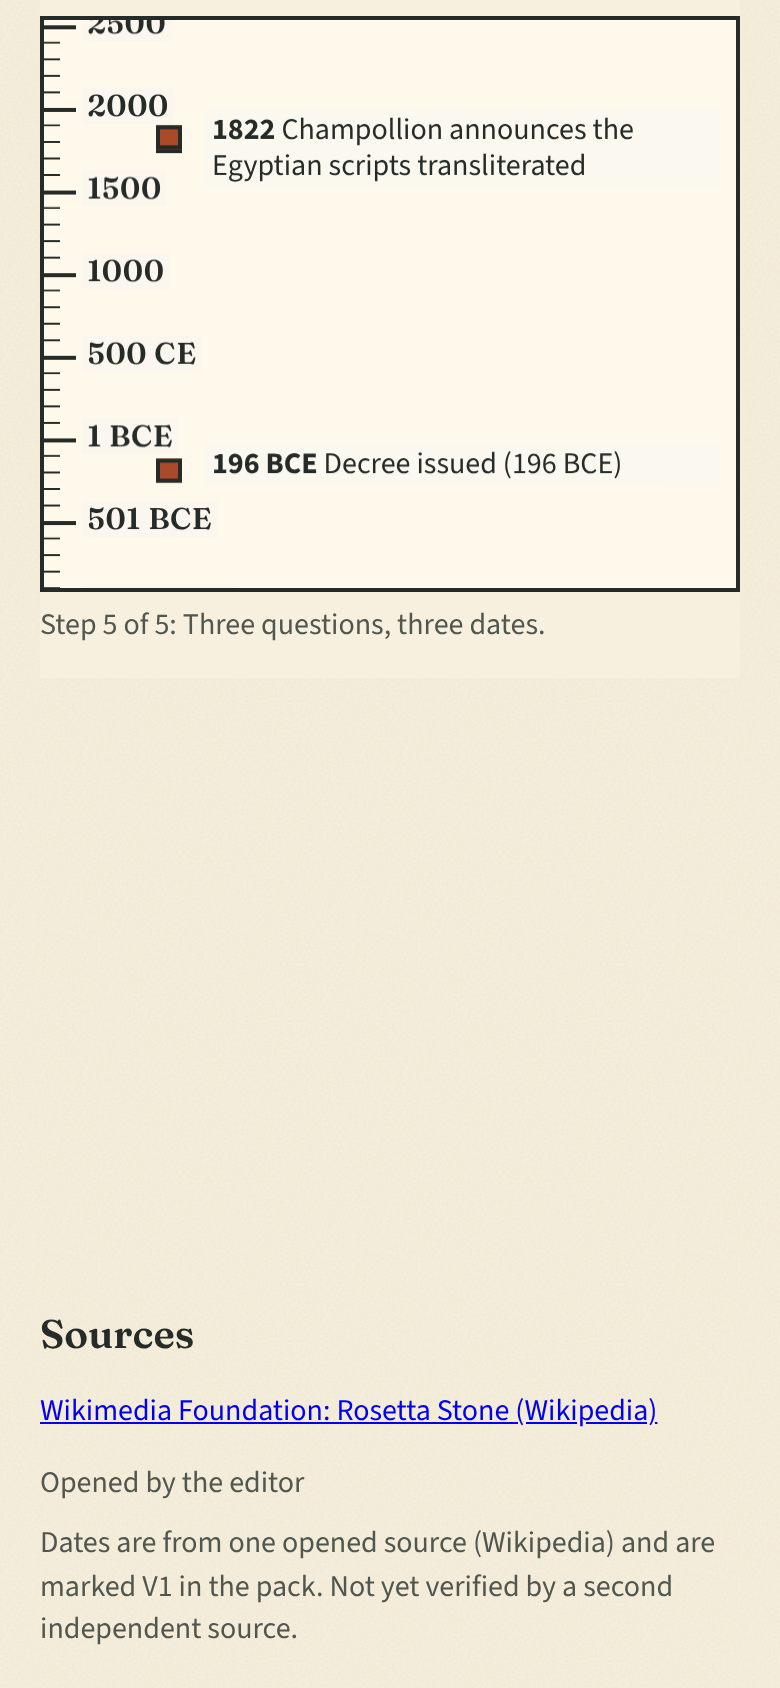 2500
2000
1822 Champollion announces the
Egyptian scripts transliterated
1500
1000
500 CE
1 BCE
196 BCE Decree issued (196 BCE)
501 BCE
Step 5 of 5: Three questions, three dates.
Sources
Wikimedia Foundation: Rosetta Stone (Wikipedia)
Opened by the editor
Dates are from one opened source (Wikipedia) and are
marked V1 in the pack. Not yet verified by a second
independent source.